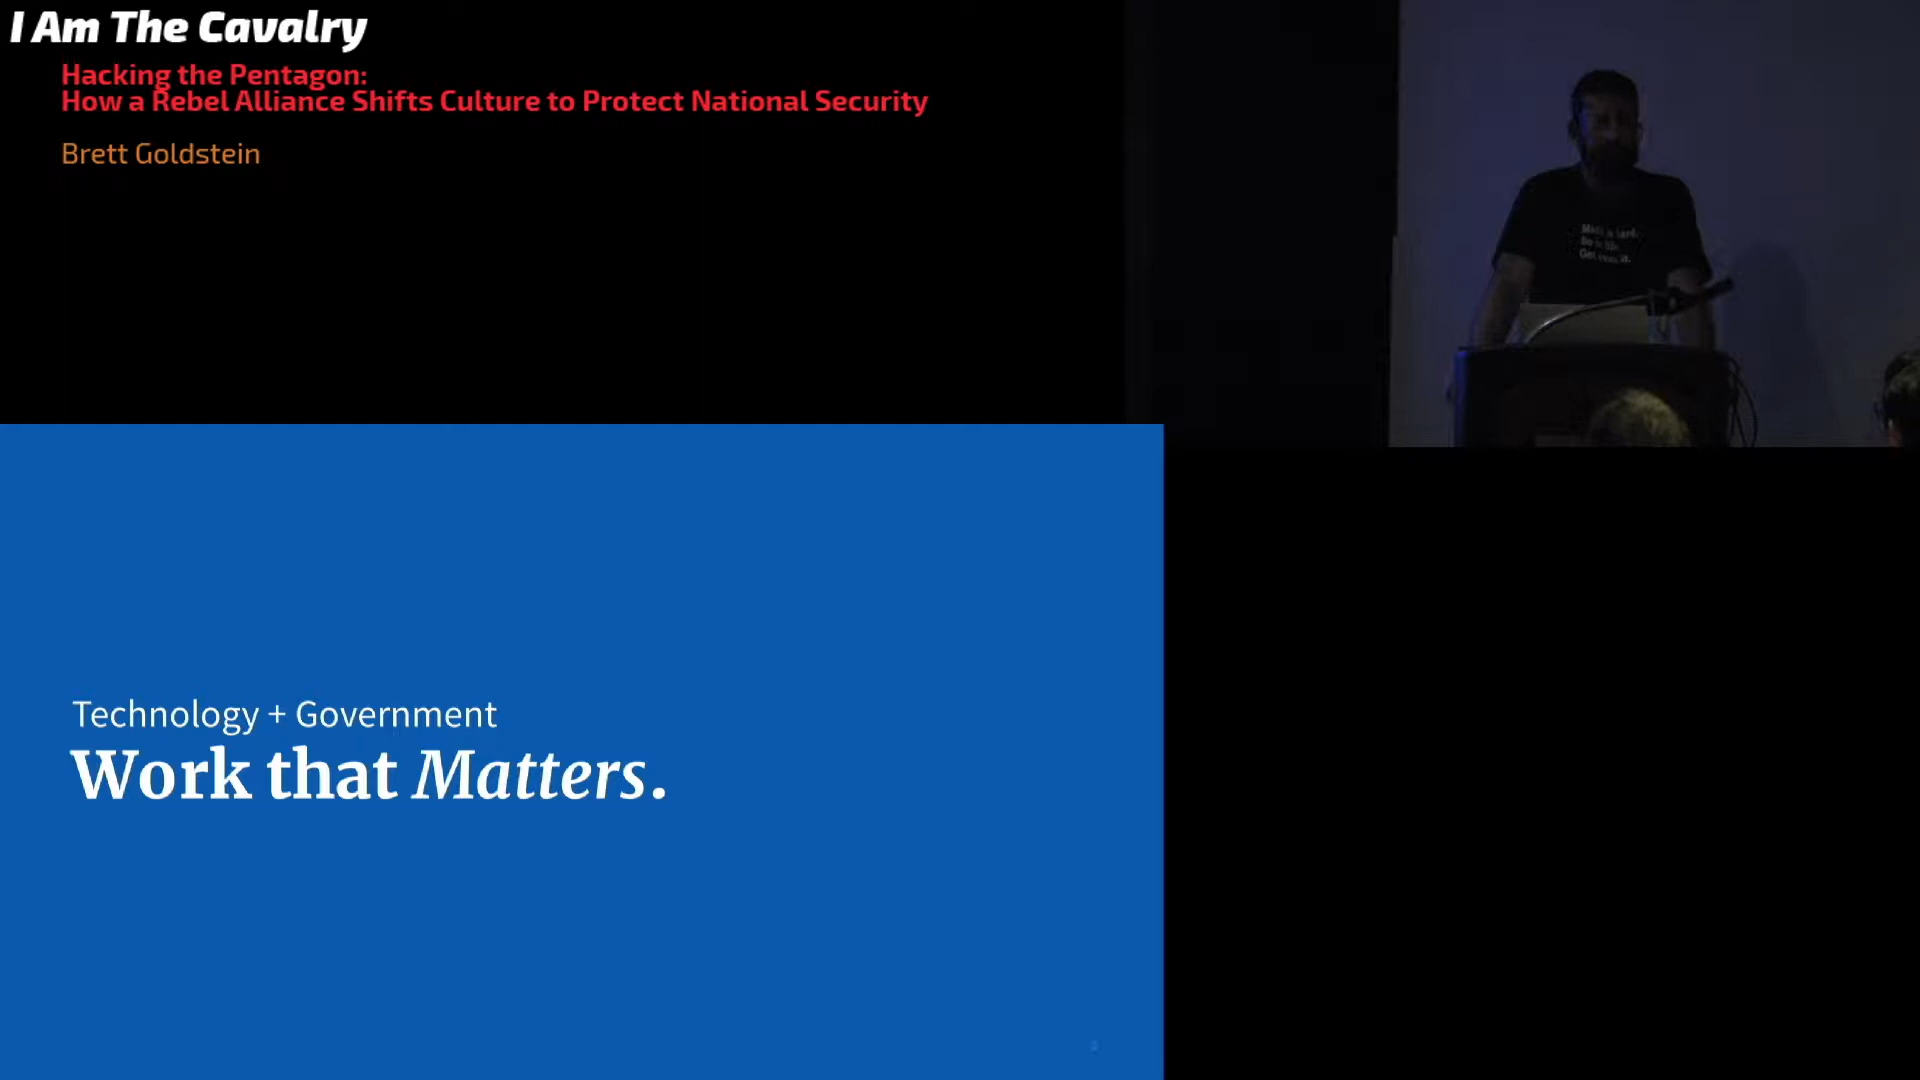 I Am The Cavalry
Hacking the Pentagon:
How a Rebel Alliance Shifts Culture to Protect National Security
Brett Goldstein
Technology + Government
Work that Matters.